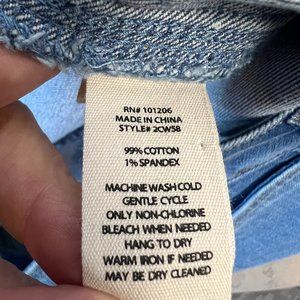 RN# 101206
MADE IN CHINA
STYLE# 2CW5B
99% COTTON
1% SPANDEX
MACHINE WASH COLD
GENTLE CYCLE
ONLY NON-CHLORINE
BLEACH WHEN NEEDED
HANG TO DRY
WARM IRON IF NEEDED
MAY BE DRY CLEANED